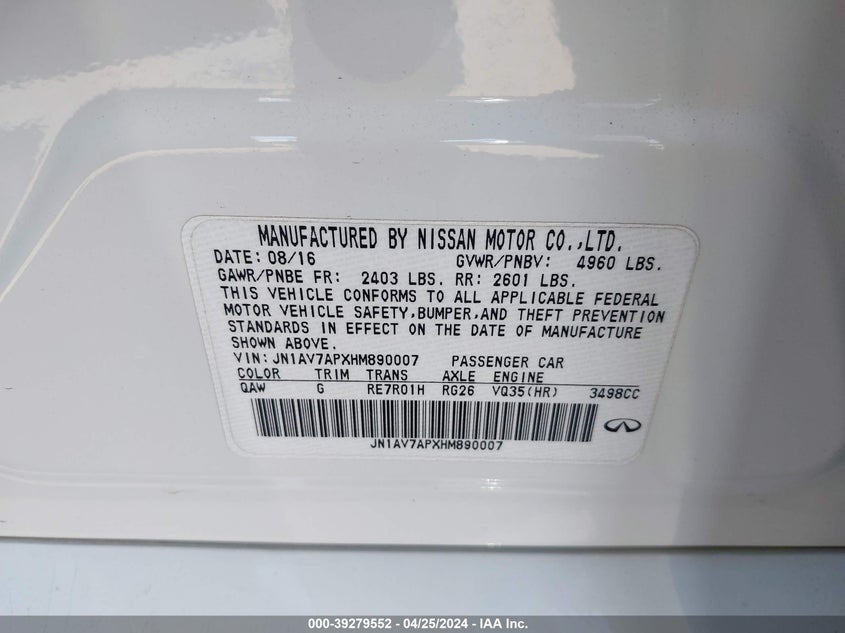 MANUFACTURED BY NISSAN MOTOR CO.,LTD.
DATE: 08/16 GVWR/PNBV: 4960 LBS.
GAWR/PNBE FR: 2403 LBS. RR: 2601 LBS.
THIS VEHICLE CONFORMS TO ALL APPLICABLE FEDERAL
MOTOR VEHICLE SAFETY,BUMPER,AND THEFT PREVENTION
STANDARDS IN EFFECT ON THE DATE OF MANUFACTURE
SHOWN ABOVE.
VIN: JN1AV7APXHM890007 PASSENGER CAR
COLOR TRIM TRANS AXLE ENGINE
QAW G RE7R01H RG26 VQ35(HR) 3498CC
JN1AV7APXHM890007
000-39279552 - 04/25/2024 - IAA Inc.